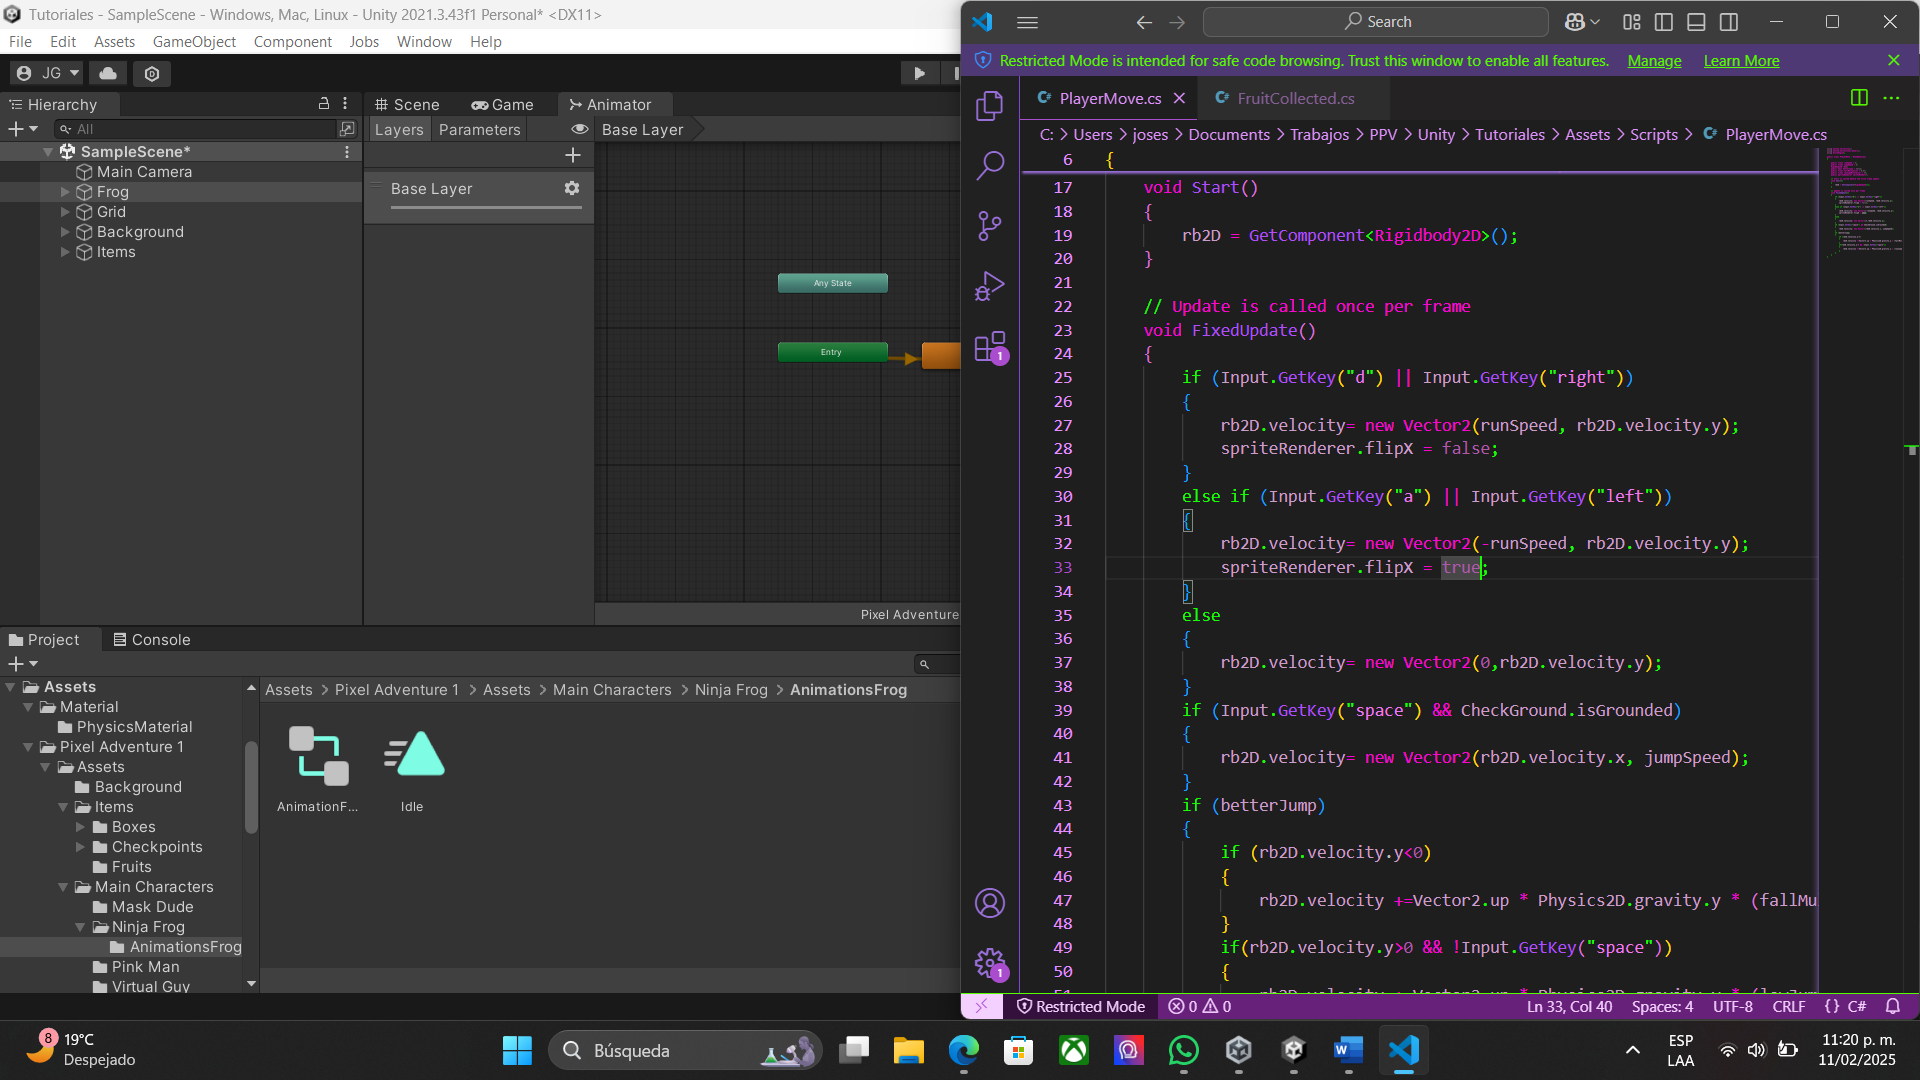 Tutoriales - SampleScene - Windows, Mac, Linux - Unity 2021.3.43f1 Personal* <DX11>
File Edit Assets GameObject Component Jobs Window Help
JG
Hierarchy
All
SampleScene*
Main Camera
Frog
Grid
Background
Items
Scene Game Animator
Layers Parameters Base Layer
Base Layer
Any State
Entry
Pixel Adventure
Project Console
Assets
Material
PhysicsMaterial
Pixel Adventure 1
Assets
Background
Items
Boxes
Checkpoints
Fruits
Main Characters
Mask Dude
Ninja Frog
AnimationsFrog
Pink Man
Virtual Guy
Assets > Pixel Adventure 1 > Assets > Main Characters > Ninja Frog > AnimationsFrog
AnimationF...
Idle
Search
Restricted Mode is intended for safe code browsing. Trust this window to enable all features. Manage Learn More
PlayerMove.cs FruitCollected.cs
C: > Users > joses > Documents > Trabajos > PPV > Unity > Tutoriales > Assets > Scripts > PlayerMove.cs
6 {
17 void Start()
18 {
19 rb2D = GetComponent<Rigidbody2D>();
20 }
21
22 // Update is called once per frame
23 void FixedUpdate()
24 {
25 if (Input.GetKey("d") || Input.GetKey("right"))
26 {
27 rb2D.velocity= new Vector2(runSpeed, rb2D.velocity.y);
28 spriteRenderer.flipX = false;
29 }
30 else if (Input.GetKey("a") || Input.GetKey("left"))
31 {
32 rb2D.velocity= new Vector2(-runSpeed, rb2D.velocity.y);
33 spriteRenderer.flipX = true;
34 }
35 else
36 {
37 rb2D.velocity= new Vector2(0,rb2D.velocity.y);
38 }
39 if (Input.GetKey("space") && CheckGround.isGrounded)
40 {
41 rb2D.velocity= new Vector2(rb2D.velocity.x, jumpSpeed);
42 }
43 if (betterJump)
44 {
45 if (rb2D.velocity.y<0)
46 {
47 rb2D.velocity +=Vector2.up * Physics2D.gravity.y * (fallMu
48 }
49 if(rb2D.velocity.y>0 && !Input.GetKey("space"))
50 {
1
1
Restricted Mode 0 0 Ln 33, Col 40 Spaces: 4 UTF-8 CRLF {} C#
8
19°C
Despejado
Búsqueda
ESP
LAA
11:20 p. m.
11/02/2025